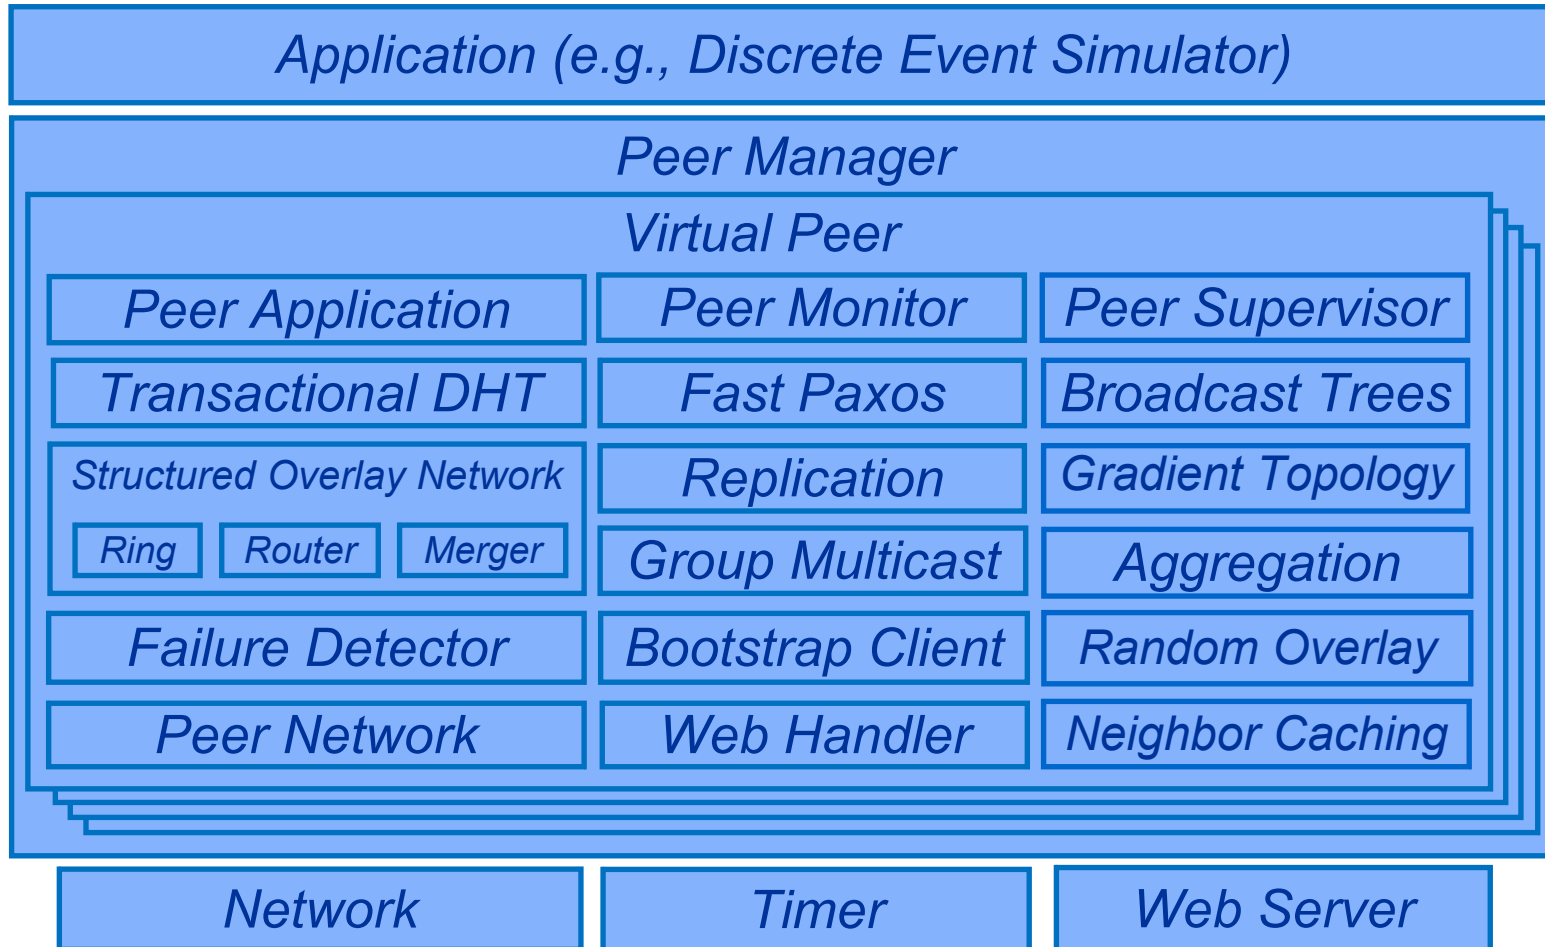 Application (e.g., Discrete Event Simulator)
Peer Manager
Virtual Peer
Peer Application
Peer Monitor
Peer Supervisor
Transactional DHT
Fast Paxos
Broadcast Trees
Structured Overlay Network
Replication
Gradient Topology
Ring
Router
Merger
Group Multicast
Aggregation
Failure Detector
Bootstrap Client
Random Overlay
Peer Network
Web Handler
Neighbor Caching
Network
Timer
Web Server